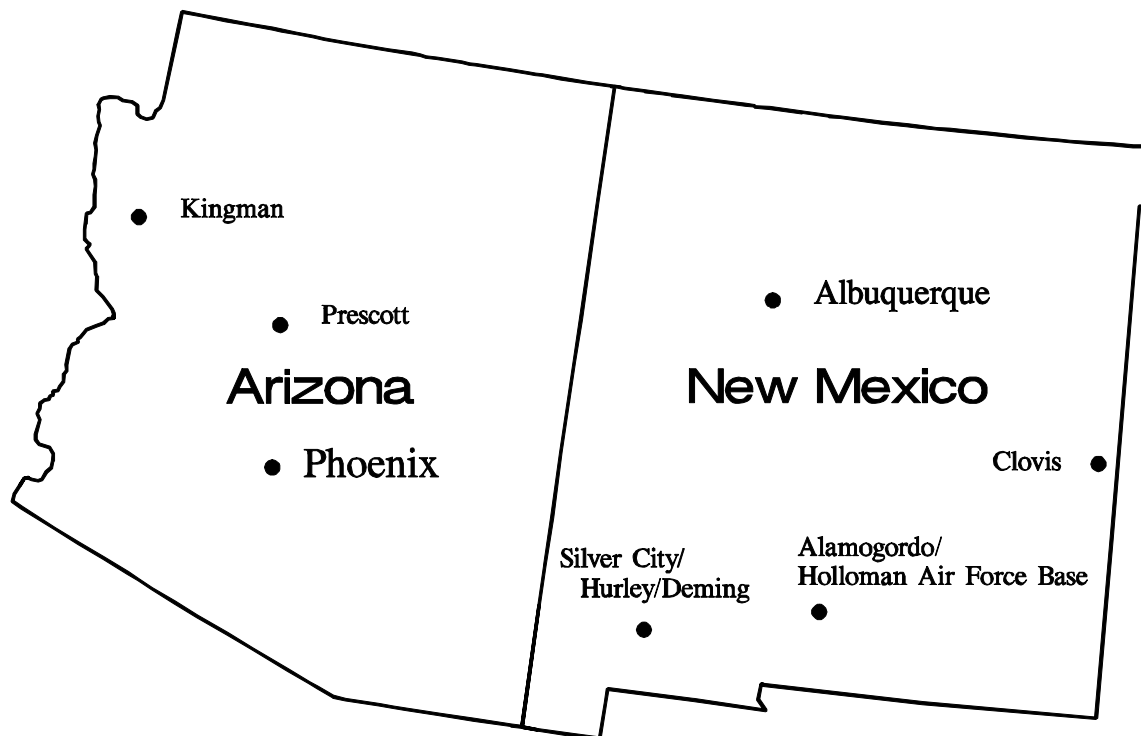 Kingman
Albuquerque
Prescott
Arizona
New Mexico
Phoenix
Clovis
Silver City/
Hurley/Deming
Alamogordo/
Holloman Air Force Base